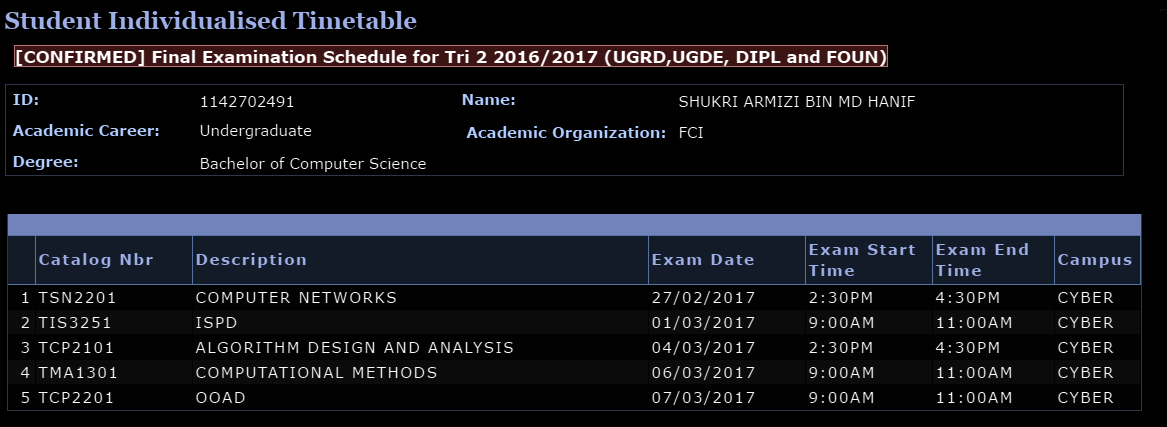 Student Individualised Timetable
[CONFIRMED] Final Examination Schedule for Tri 2 2016/2017 (UGRD,UGDE, DIPL and FOUN)
ID: 1142702491 Name: SHUKRI ARMIZI BIN MD HANIF
Academic Career: Undergraduate Academic Organization: FCI
Degree: Bachelor of Computer Science
Catalog Nbr Description Exam Date Exam Start Time Exam End Time Campus
1 TSN2201 COMPUTER NETWORKS 27/02/2017 2:30PM 4:30PM CYBER
2 TIS3251 ISPD 01/03/2017 9:00AM 11:00AM CYBER
3 TCP2101 ALGORITHM DESIGN AND ANALYSIS 04/03/2017 2:30PM 4:30PM CYBER
4 TMA1301 COMPUTATIONAL METHODS 06/03/2017 9:00AM 11:00AM CYBER
5 TCP2201 OOAD 07/03/2017 9:00AM 11:00AM CYBER